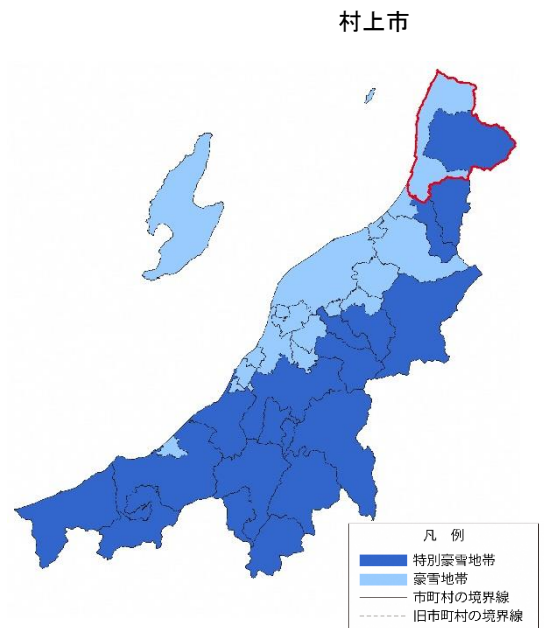 村上市
凡 例
特別豪雪地帯
豪雪地帯
市町村の境界線
旧市町村の境界線